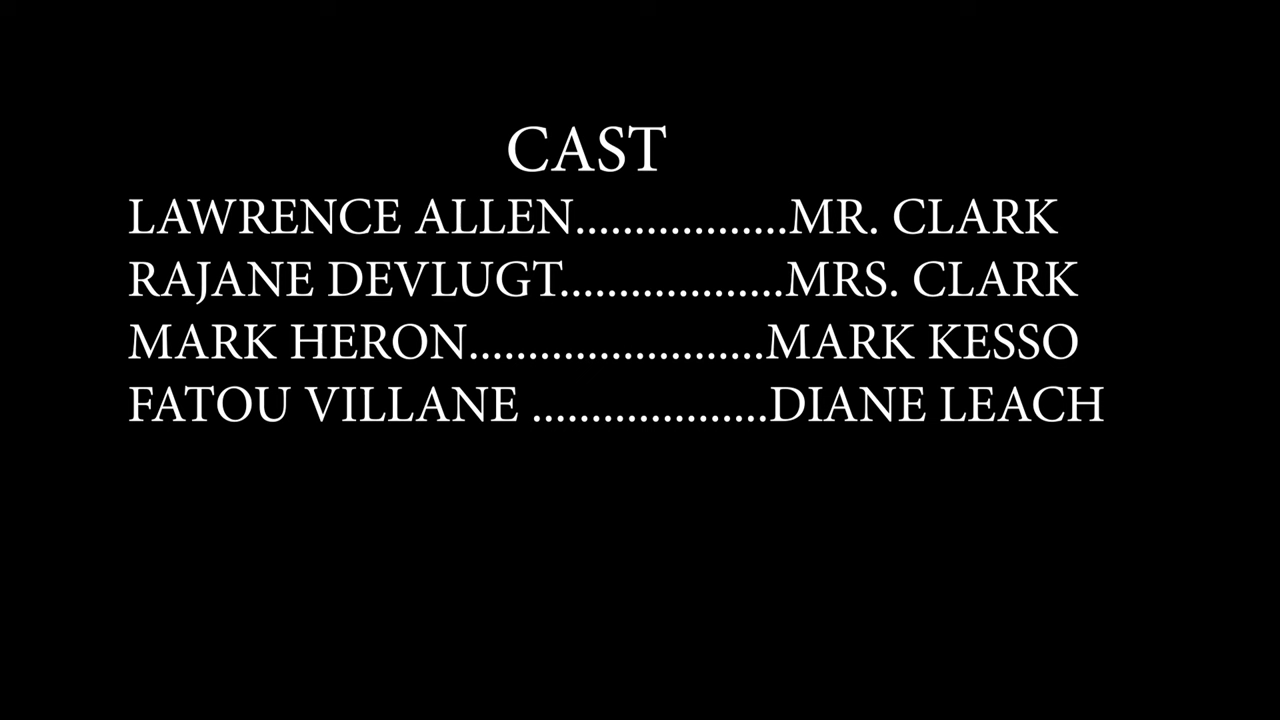 CAST
LAWRENCE ALLEN..................MR. CLARK
RAJANE DEVLUGT...................MRS. CLARK
MARK HERON.........................MARK KESSO
FATOU VILLANE ....................DIANE LEACH